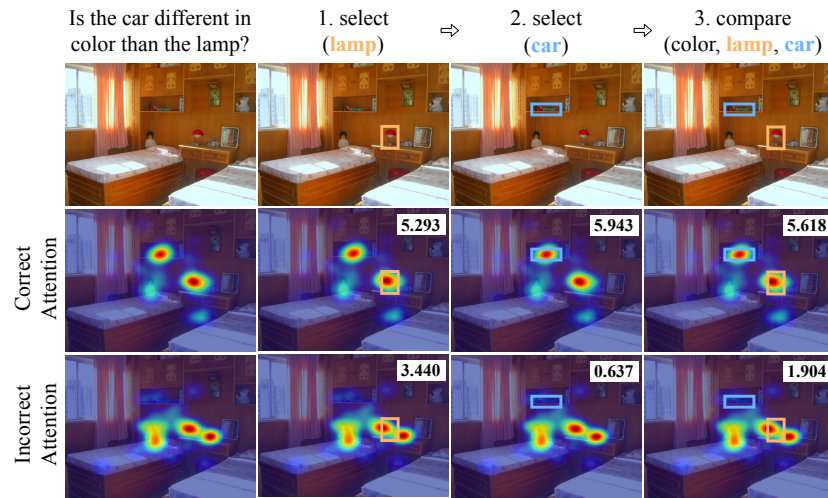 Is the car different in color than the lamp?
1. select (lamp)
⇨
2. select (car)
⇨
3. compare (color, lamp, car)
Correct Attention
5.293
5.943
5.618
Incorrect Attention
3.440
0.637
1.904